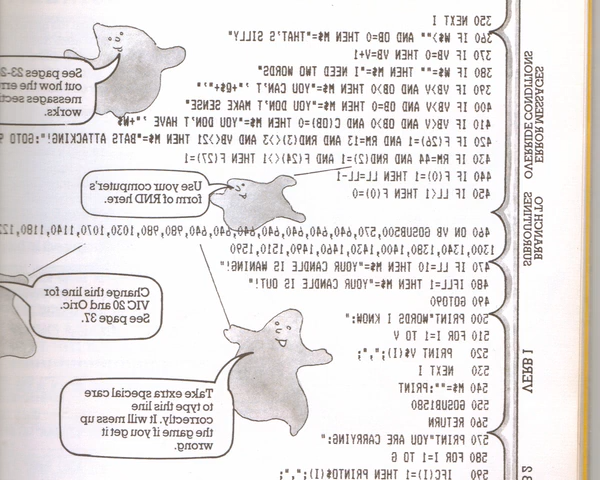 350 NEXT I
360 IF W$>"" AND OB=0 THEN M$="THAT'S SILLY"
370 IF VB=0 THEN VB=V+1
380 IF W$="" THEN M$="I NEED TWO WORDS"
390 IF VB>V AND OB>0 THEN M$="YOU CAN'T '"+Q$+"'"
400 IF VB>V AND OB=0 THEN M$="YOU DON'T MAKE SENSE"
410 IF VB<V AND OB>0 AND C(OB)=0 THEN M$="YOU DON'T HAVE '"+W$
420 IF F(26)=1 AND RM=13 AND RND(3)<>3 AND VB<>21 THEN M$="BATS ATTACKING!":GOTO 9
430 IF RM=44 AND RND(2)=1 AND F(24)<>1 THEN F(27)=1
440 IF F(0)=1 THEN LL=LL-1
450 IF LL<1 THEN F(0)=0
460 ON VB GOSUB500,570,640,640,640,640,640,640,640,980,980,1030,1070,1140,1180,122
1300,1340,1380,1400,1430,1460,1490,1510,1590
470 IF LL=10 THEN M$="YOUR CANDLE IS WANING!"
480 IFLL=1 THEN M$="YOUR CANDLE IS OUT!"
490 GOTO90
500 PRINT"WORDS I KNOW:"
510 FOR I=1 TO V
520 PRINT V$(I);",";
530 NEXT I
540 M$="":PRINT
550 GOSUB1580
560 RETURN
570 PRINT"YOU ARE CARRYING:"
580 FOR I=1 TO G
590 IFC(I)=1 THEN PRINTO$(I);",";
See pages 23-2
out how the erro
messages sect
works.
Use your computer's
form of RND here.
Change this line for
VIC 20 and Oric.
See page 37.
Take extra special care
to type this line
correctly. It will mess up
the game if you get it
wrong.
ERROR MESSAGES
OVERRIDE CONDITIONS
BRANCH TO
SUBROUTINES
VERB 1
B 2